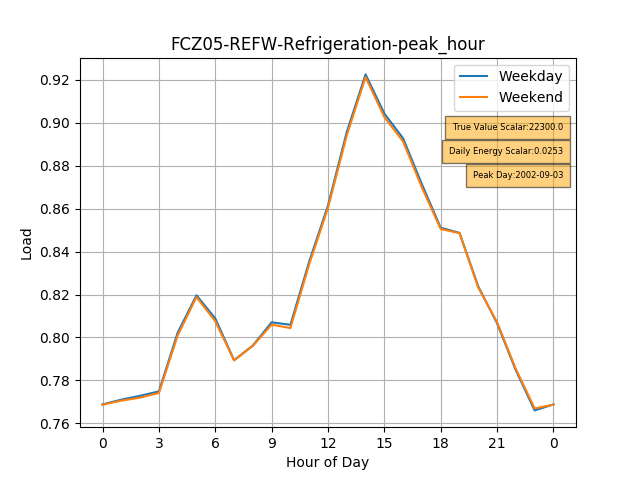 FCZ05-REFW-Refrigeration-peak_hour
Load
0.92
0.90
0.88
0.86
0.84
0.82
0.80
0.78
0.76
Weekday
Weekend
True Value Scalar:22300.0
Daily Energy Scalar:0.0253
Peak Day:2002-09-03
0 3 6 9 12 15 18 21 0
Hour of Day